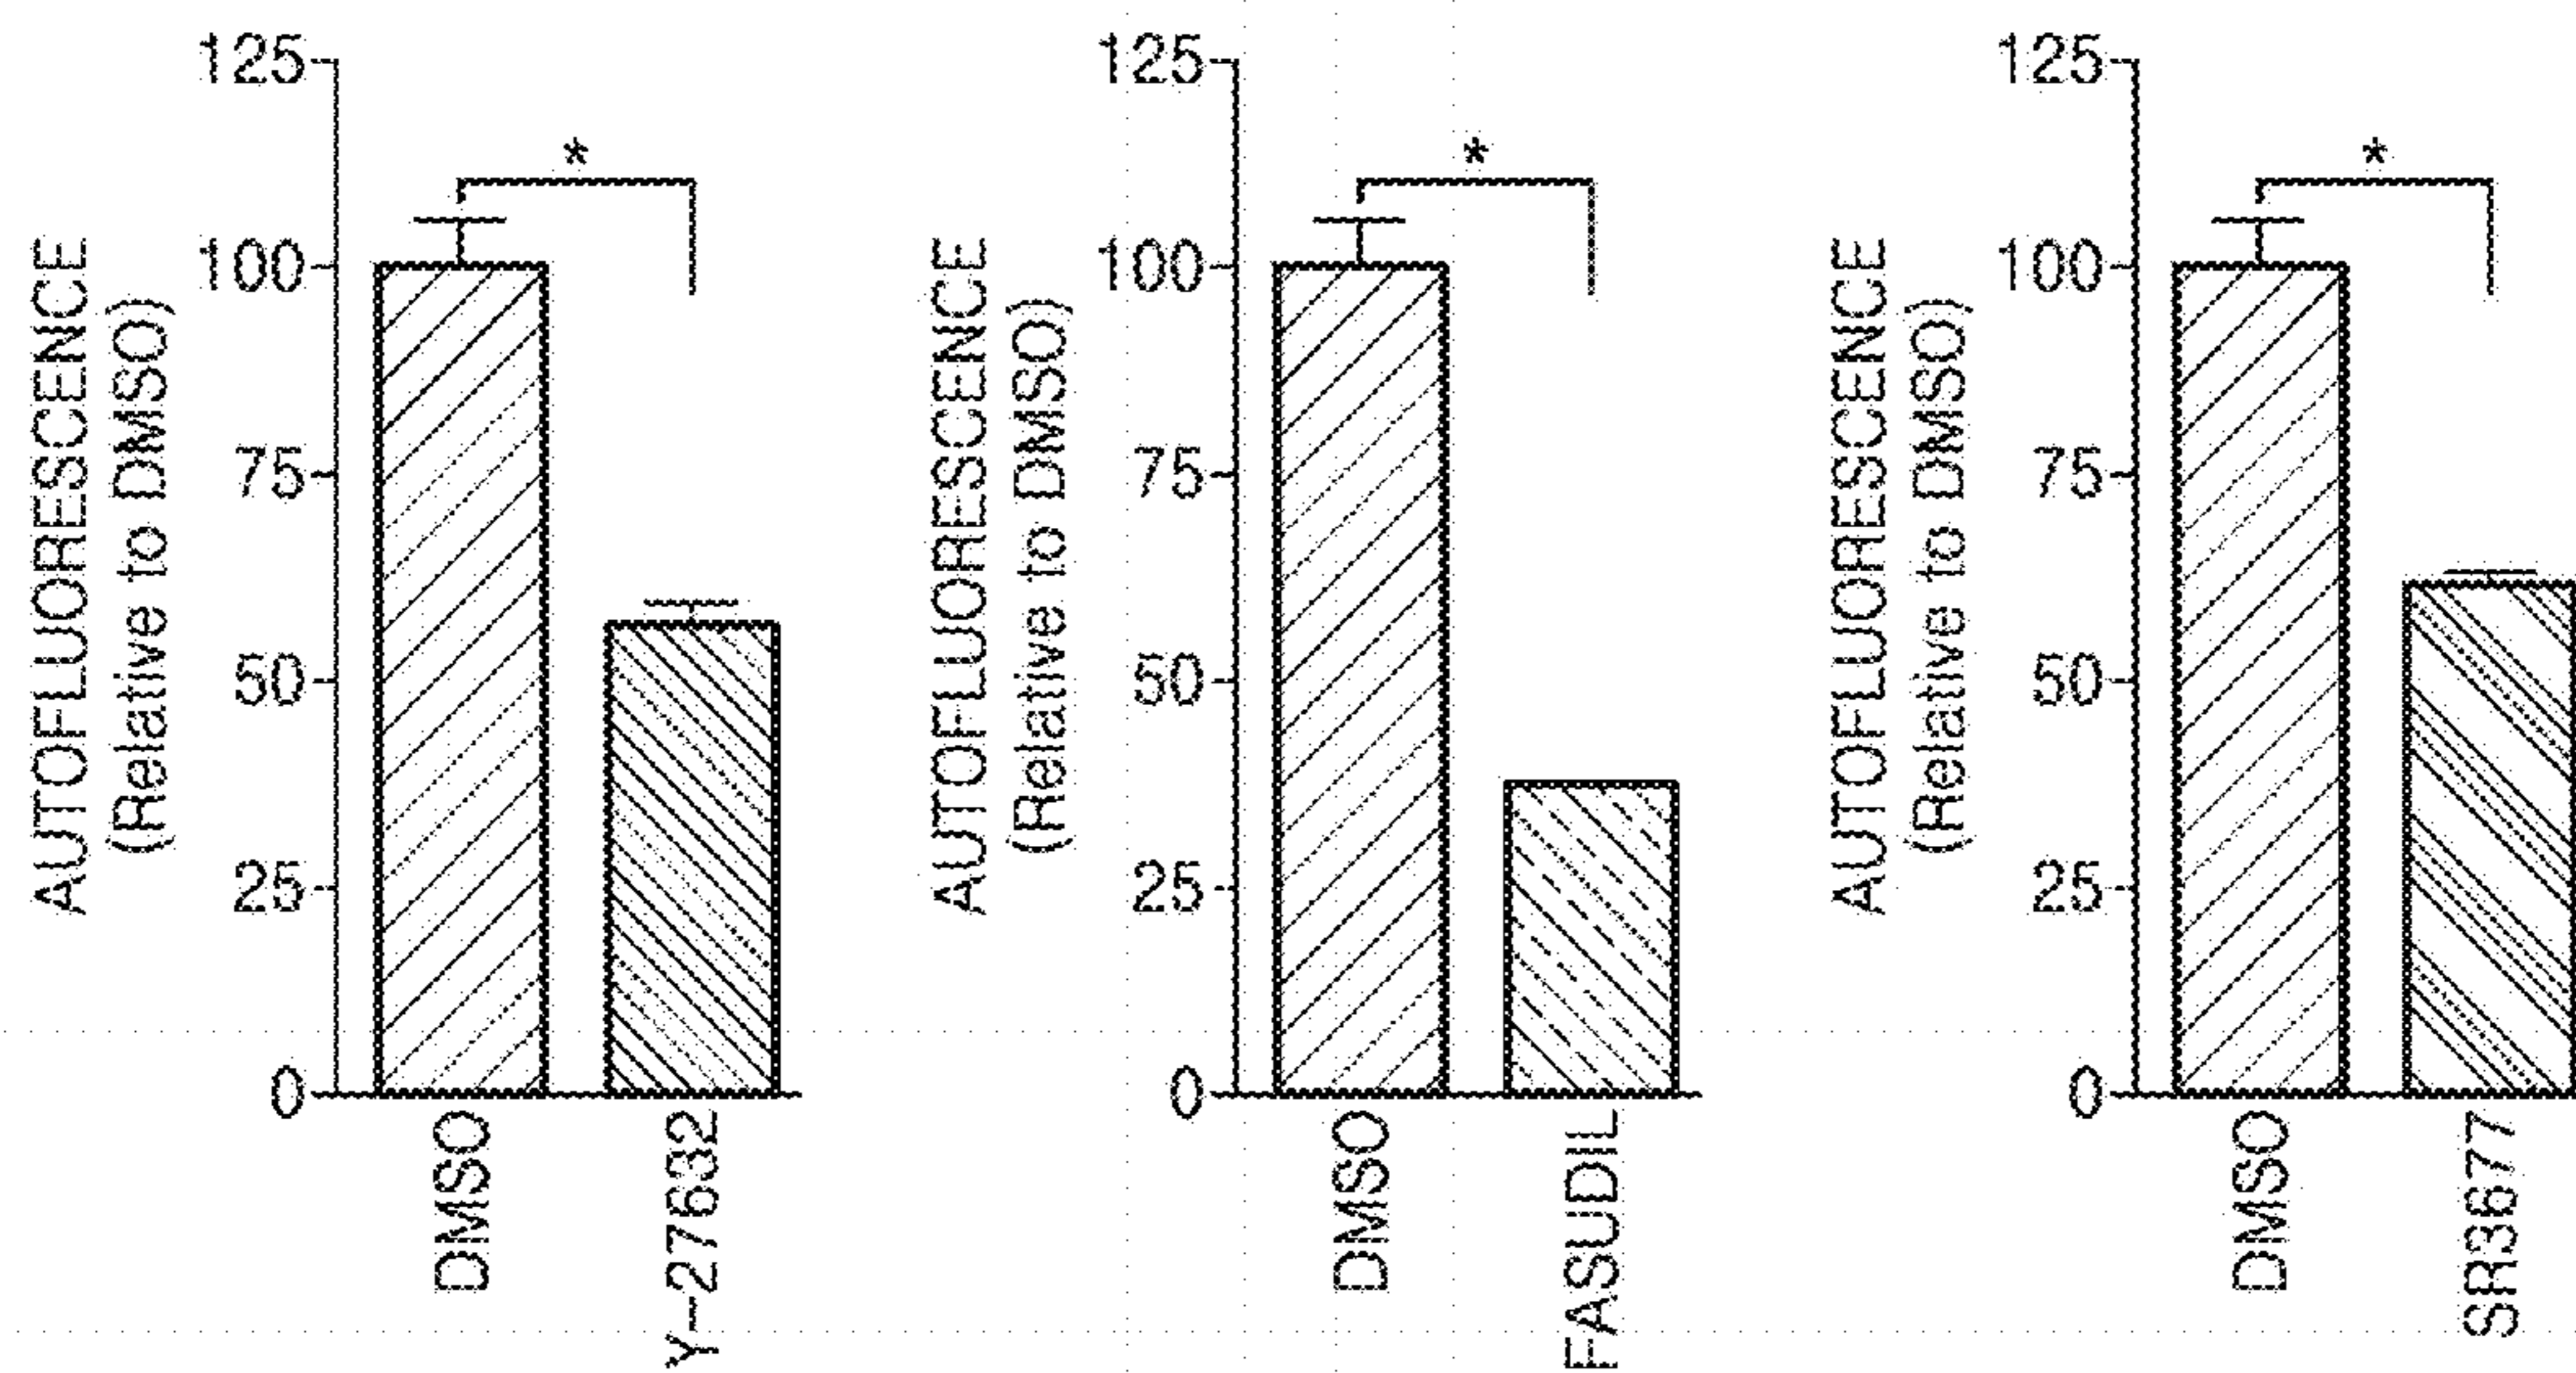 AUTOFLUORESCENCE
(Relative to DMSO)
125
100
75
50
25
0
*
DMSO
Y-27632
AUTOFLUORESCENCE
(Relative to DMSO)
125
100
75
50
25
0
*
DMSO
FASUDIL
AUTOFLUORESCENCE
(Relative to DMSO)
125
100
75
50
25
0
*
DMSO
SR3677